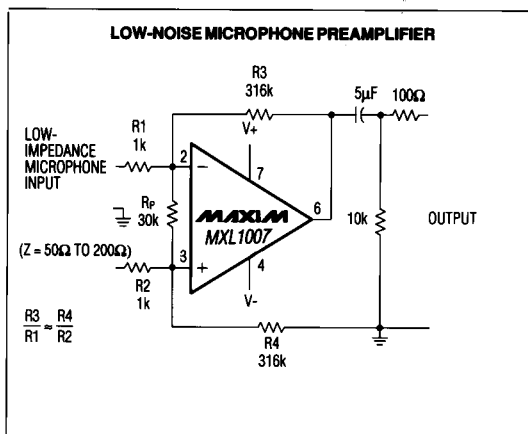 LOW-NOISE MICROPHONE PREAMPLIFIER
R3
316k
5µF
100Ω
R1
1k
V+
LOW-
IMPEDANCE
MICROPHONE
INPUT
2
−
7
RP
30k
MAXIM
MXL1007
6
10k
OUTPUT
(Z = 50Ω TO 200Ω)
3
+
4
R2
1k
V-
R3/R1 ≈ R4/R2
R4
316k